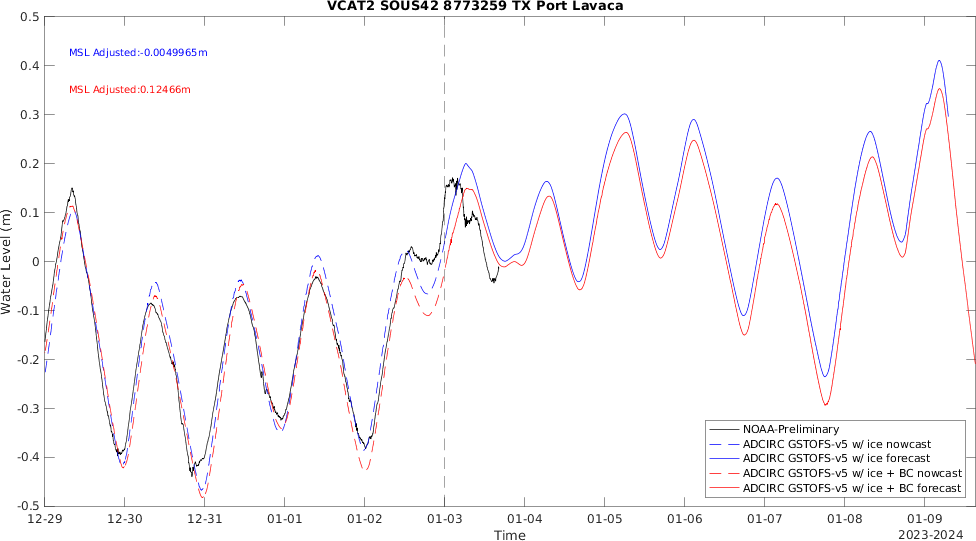 VCAT2 SOUS42 8773259 TX Port Lavaca
0.5
0.4
0.3
0.2
0.1
0
-0.1
-0.2
-0.3
-0.4
-0.5
Water Level (m)
MSL Adjusted:-0.0049965m
MSL Adjusted:0.12466m
NOAA-Preliminary
ADCIRC GSTOFS-v5 w/ ice nowcast
ADCIRC GSTOFS-v5 w/ ice forecast
ADCIRC GSTOFS-v5 w/ ice + BC nowcast
ADCIRC GSTOFS-v5 w/ ice + BC forecast
12-29 12-30 12-31 01-01 01-02 01-03 01-04 01-05 01-06 01-07 01-08 01-09
Time
2023-2024